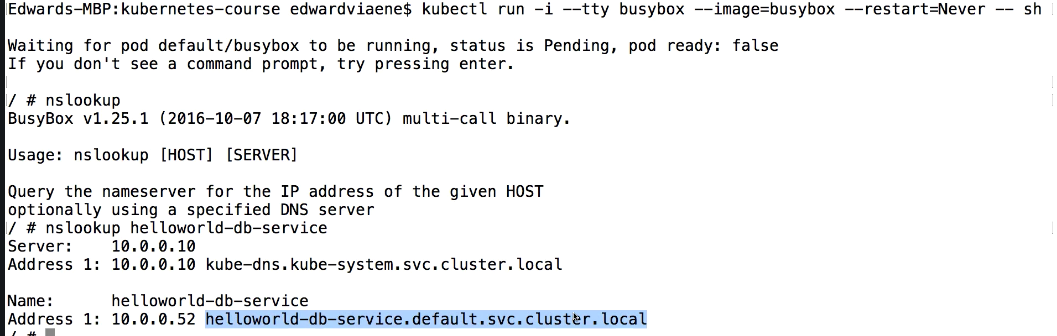 Edwards-MBP:kubernetes-course edwardviaene$ kubectl run -i --tty busybox --image=busybox --restart=Never -- sh
Waiting for pod default/busybox to be running, status is Pending, pod ready: false
If you don't see a command prompt, try pressing enter.
/ # nslookup
BusyBox v1.25.1 (2016-10-07 18:17:00 UTC) multi-call binary.
Usage: nslookup [HOST] [SERVER]
Query the nameserver for the IP address of the given HOST
optionally using a specified DNS server
/ # nslookup helloworld-db-service
Server:    10.0.0.10
Address 1: 10.0.0.10 kube-dns.kube-system.svc.cluster.local
Name:      helloworld-db-service
Address 1: 10.0.0.52 helloworld-db-service.default.svc.cluster.local
/ #